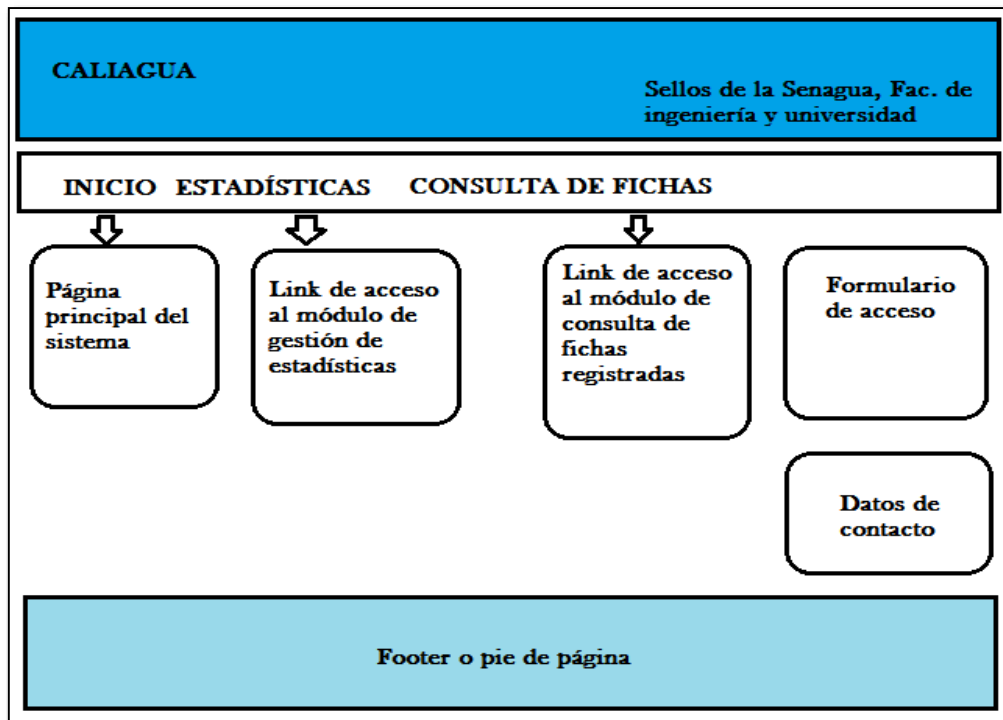 CALIAGUA
Sellos de la Senagua, Fac. de
ingeniería y universidad
INICIO ESTADÍSTICAS CONSULTA DE FICHAS
Página
principal del
sistema
Link de acceso
al módulo de
gestión de
estadísticas
Link de acceso
al módulo de
consulta de
fichas
registradas
Formulario
de acceso
Datos de
contacto
Footer o pie de página